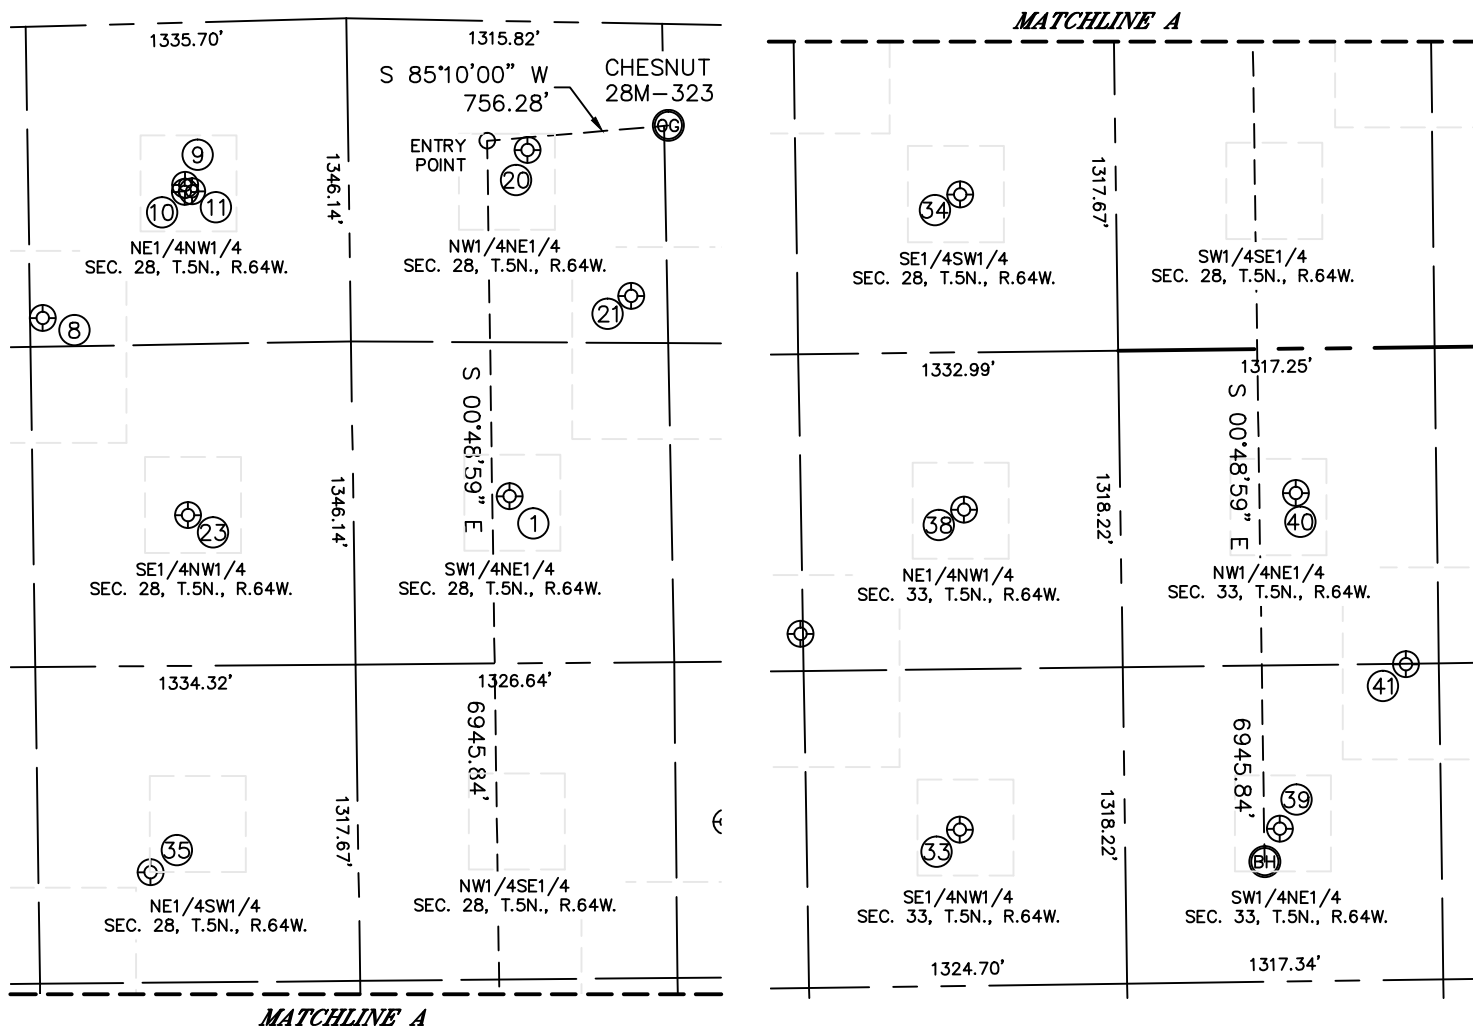 1335.70'
1315.82'
S 85°10'00" W
756.28'
CHESNUT
28M-323
OG
ENTRY
POINT
9
10
11
20
1346.14'
NE1/4NW1/4
SEC. 28, T.5N., R.64W.
NW1/4NE1/4
SEC. 28, T.5N., R.64W.
8
21
S 00°48'59" E
1346.14'
23
1
SE1/4NW1/4
SEC. 28, T.5N., R.64W.
SW1/4NE1/4
SEC. 28, T.5N., R.64W.
1334.32'
1326.64'
6945.84'
1317.67'
35
NE1/4SW1/4
SEC. 28, T.5N., R.64W.
NW1/4SE1/4
SEC. 28, T.5N., R.64W.
MATCHLINE A
MATCHLINE A
1317.67'
34
SE1/4SW1/4
SEC. 28, T.5N., R.64W.
SW1/4SE1/4
SEC. 28, T.5N., R.64W.
1332.99'
1317.25'
S 00°48'59" E
1318.22'
38
40
NE1/4NW1/4
SEC. 33, T.5N., R.64W.
NW1/4NE1/4
SEC. 33, T.5N., R.64W.
41
6945.84'
1318.22'
39
33
BH
SE1/4NW1/4
SEC. 33, T.5N., R.64W.
SW1/4NE1/4
SEC. 33, T.5N., R.64W.
1324.70'
1317.34'